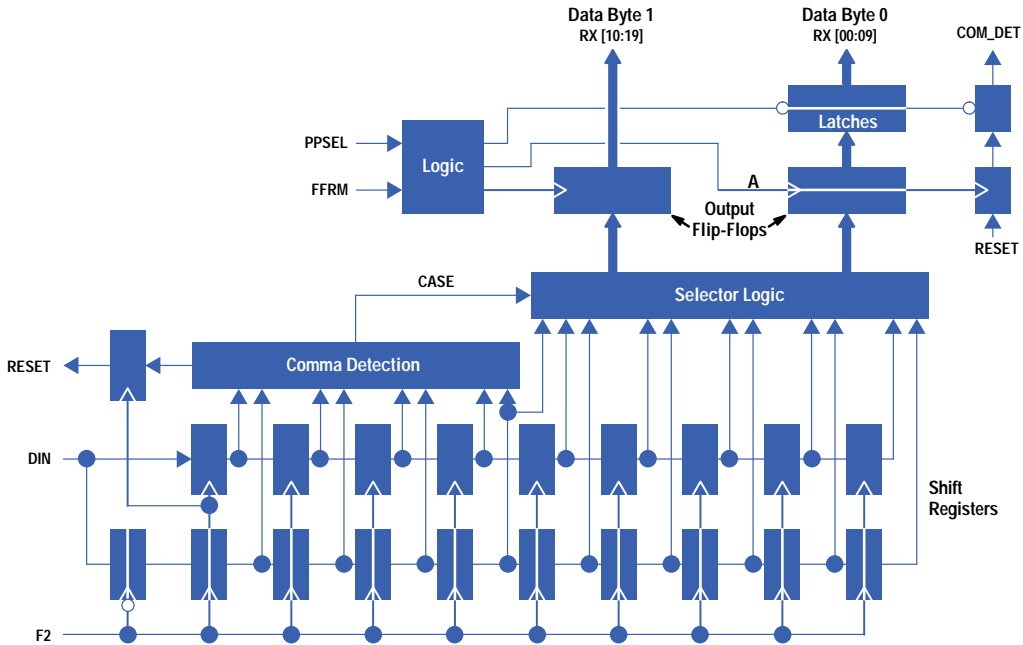 Data Byte 1
RX [10:19]
Data Byte 0
RX [00:09]
COM_DET
PPSEL
FFRM
Logic
Latches
A
Output
Flip-Flops
RESET
CASE
Selector Logic
RESET
Comma Detection
DIN
Shift
Registers
F2